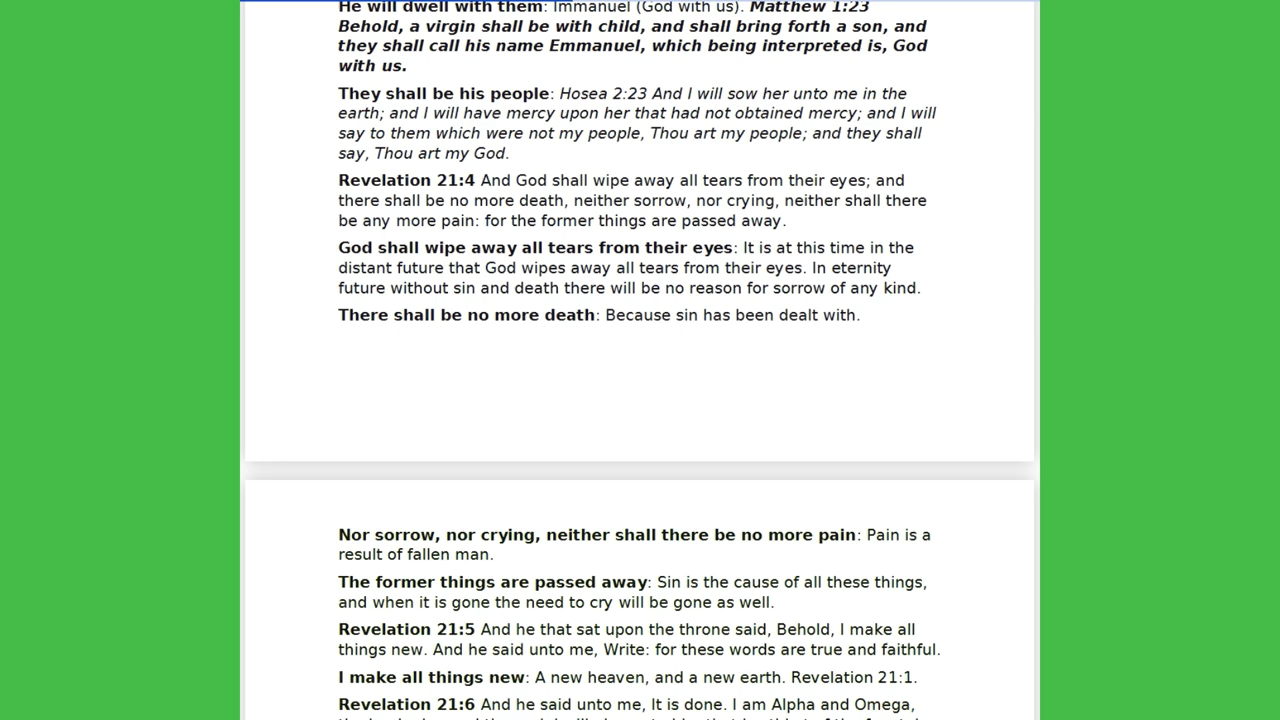 He will dwell with them: Immanuel (God with us). Matthew 1:23
Behold, a virgin shall be with child, and shall bring forth a son, and
they shall call his name Emmanuel, which being interpreted is, God
with us.
They shall be his people: Hosea 2:23 And I will sow her unto me in the
earth; and I will have mercy upon her that had not obtained mercy; and I will
say to them which were not my people, Thou art my people; and they shall
say, Thou art my God.
Revelation 21:4 And God shall wipe away all tears from their eyes; and
there shall be no more death, neither sorrow, nor crying, neither shall there
be any more pain: for the former things are passed away.
God shall wipe away all tears from their eyes: It is at this time in the
distant future that God wipes away all tears from their eyes. In eternity
future without sin and death there will be no reason for sorrow of any kind.
There shall be no more death: Because sin has been dealt with.
Nor sorrow, nor crying, neither shall there be no more pain: Pain is a
result of fallen man.
The former things are passed away: Sin is the cause of all these things,
and when it is gone the need to cry will be gone as well.
Revelation 21:5 And he that sat upon the throne said, Behold, I make all
things new. And he said unto me, Write: for these words are true and faithful.
I make all things new: A new heaven, and a new earth. Revelation 21:1.
Revelation 21:6 And he said unto me, It is done. I am Alpha and Omega,